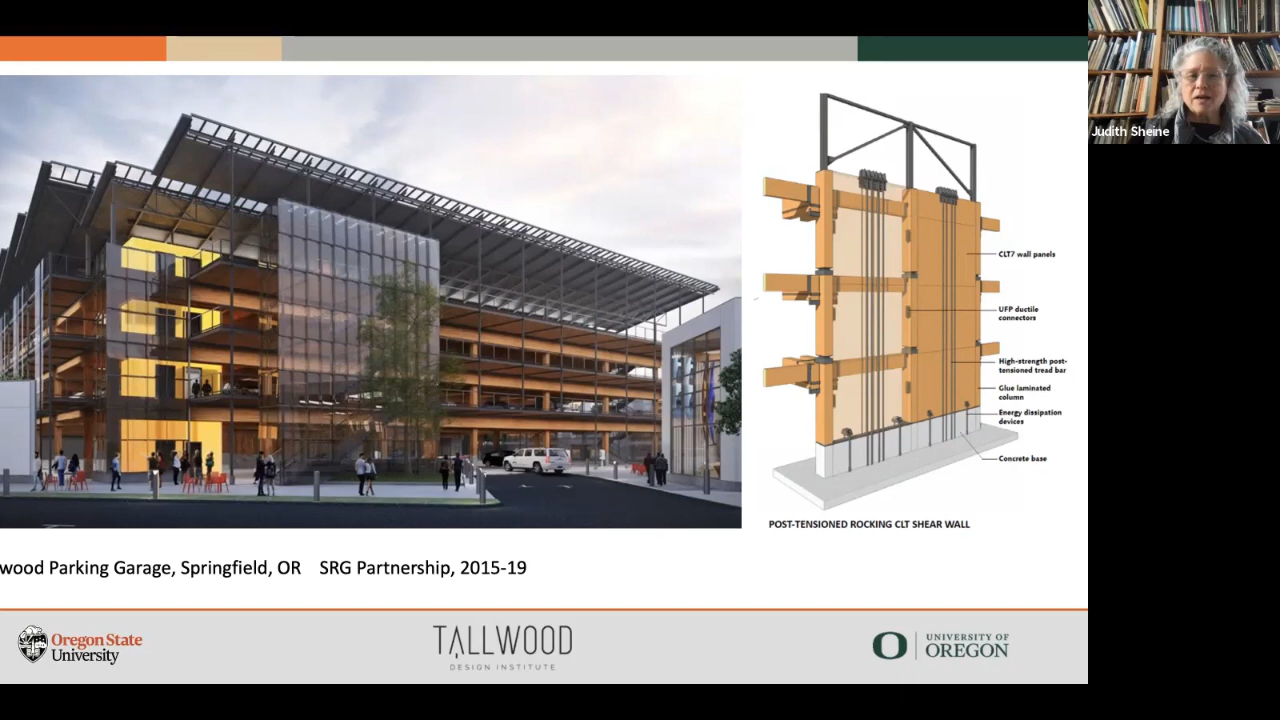 Judith Sheine
CLT7 wall panels
UFP ductile
connectors
High-strength post-
tensioned tread bar
Glue laminated
column
Energy dissipation
devices
Concrete base
POST-TENSIONED ROCKING CLT SHEAR WALL
wood Parking Garage, Springfield, OR SRG Partnership, 2015-19
Oregon State
University
TALLWOOD
DESIGN INSTITUTE
UNIVERSITY OF
OREGON